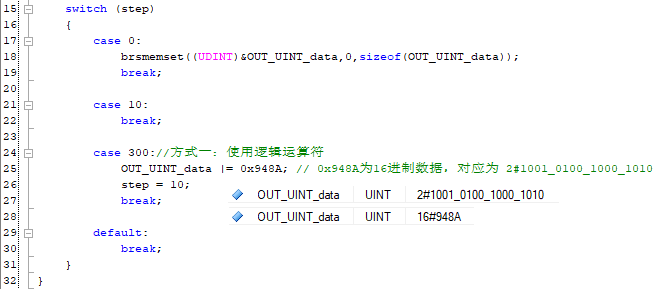 15 switch (step)
16 {
17 case 0:
18 brsmemset((UDINT)&OUT_UINT_data,0,sizeof(OUT_UINT_data));
19 break;
20
21 case 10:
22 break;
23
24 case 300://方式一：使用逻辑运算符
25 OUT_UINT_data |= 0x948A; // 0x948A为16进制数据，对应为 2#1001_0100_1000_1010
26 step = 10;
27 break;
OUT_UINT_data UINT 2#1001_0100_1000_1010
28
OUT_UINT_data UINT 16#948A
29 default:
30 break;
31 }
32 }